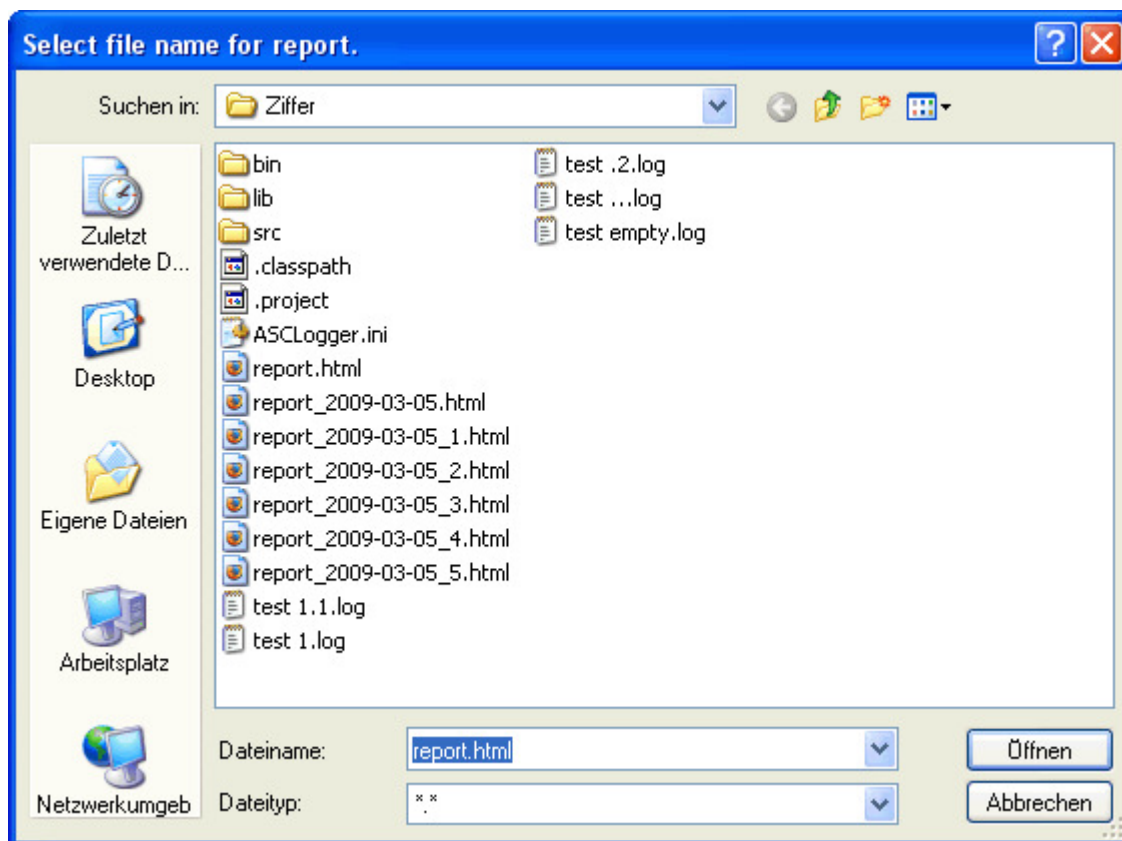 Select file name for report.
Suchen in: Ziffer
Zuletzt
verwendete D...
Desktop
Eigene Dateien
Arbeitsplatz
Netzwerkumgeb
bin
lib
src
.classpath
.project
ASCLogger.ini
report.html
report_2009-03-05.html
report_2009-03-05_1.html
report_2009-03-05_2.html
report_2009-03-05_3.html
report_2009-03-05_4.html
report_2009-03-05_5.html
test 1.1.log
test 1.log
test .2.log
test ...log
test empty.log
Dateiname: report.html Öffnen
Dateityp: *.* Abbrechen